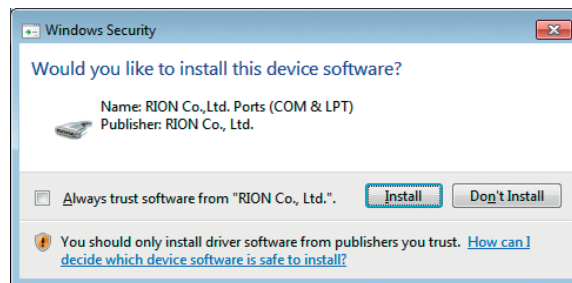 Windows Security
Would you like to install this device software?
Name: RION Co.,Ltd. Ports (COM & LPT)
Publisher: RION Co., Ltd.
Always trust software from "RION Co., Ltd.".
Install
Don't Install
You should only install driver software from publishers you trust. How can I
decide which device software is safe to install?